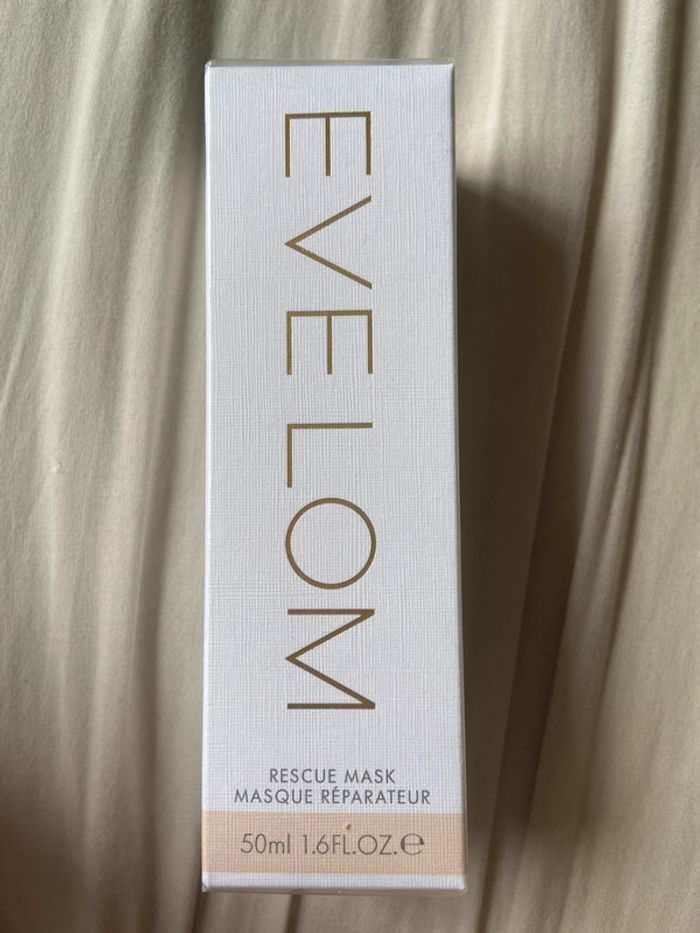 EVE LOM
RESCUE MASK
MASQUE RÉPARATEUR
50ml 1.6FL.OZ.℮